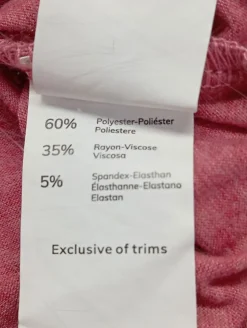 60% Polyester-Poliéster
Poliestere
35% Rayon-Viscose
Viscosa
5% Spandex-Elasthan
Élasthanne-Elastano
Elastan
Exclusive of trims